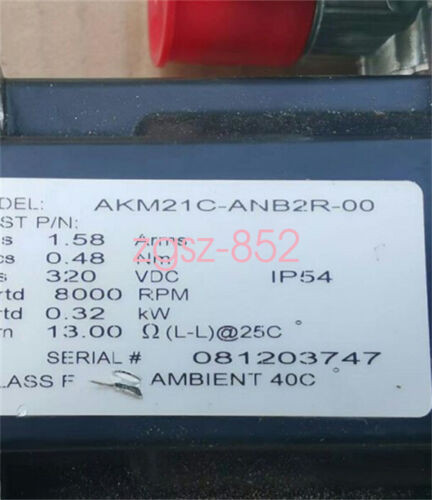 DEL: AKM21C-ANB2R-00
ST P/N:
s 1.58 Arms
cs 0.48 Nm
s 320 VDC IP54
rtd 8000 RPM
rtd 0.32 kW
rn 13.00 Ω(L-L)@25C °
SERIAL # 081203747
LASS F AMBIENT 40C °
zgsz-852